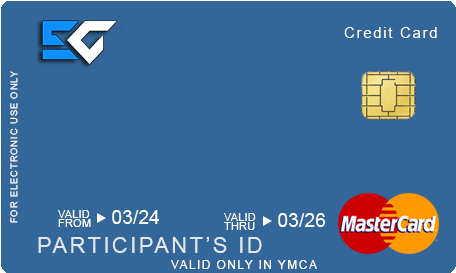 SG
Credit Card
FOR ELECTRONIC USE ONLY
VALID FROM 03/24
VALID THRU 03/26
MasterCard
PARTICIPANT'S ID
VALID ONLY IN YMCA